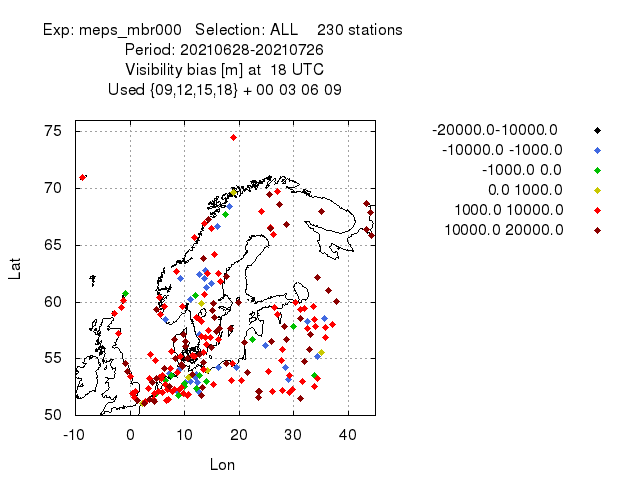 Exp: meps_mbr000 Selection: ALL 230 stations
Period: 20210628-20210726
Visibility bias [m] at 18 UTC
Used {09,12,15,18} + 00 03 06 09
-20000.0-10000.0
-10000.0 -1000.0
-1000.0 0.0
0.0 1000.0
1000.0 10000.0
10000.0 20000.0
75
70
65
60
55
50
Lat
-10 0 10 20 30 40
Lon